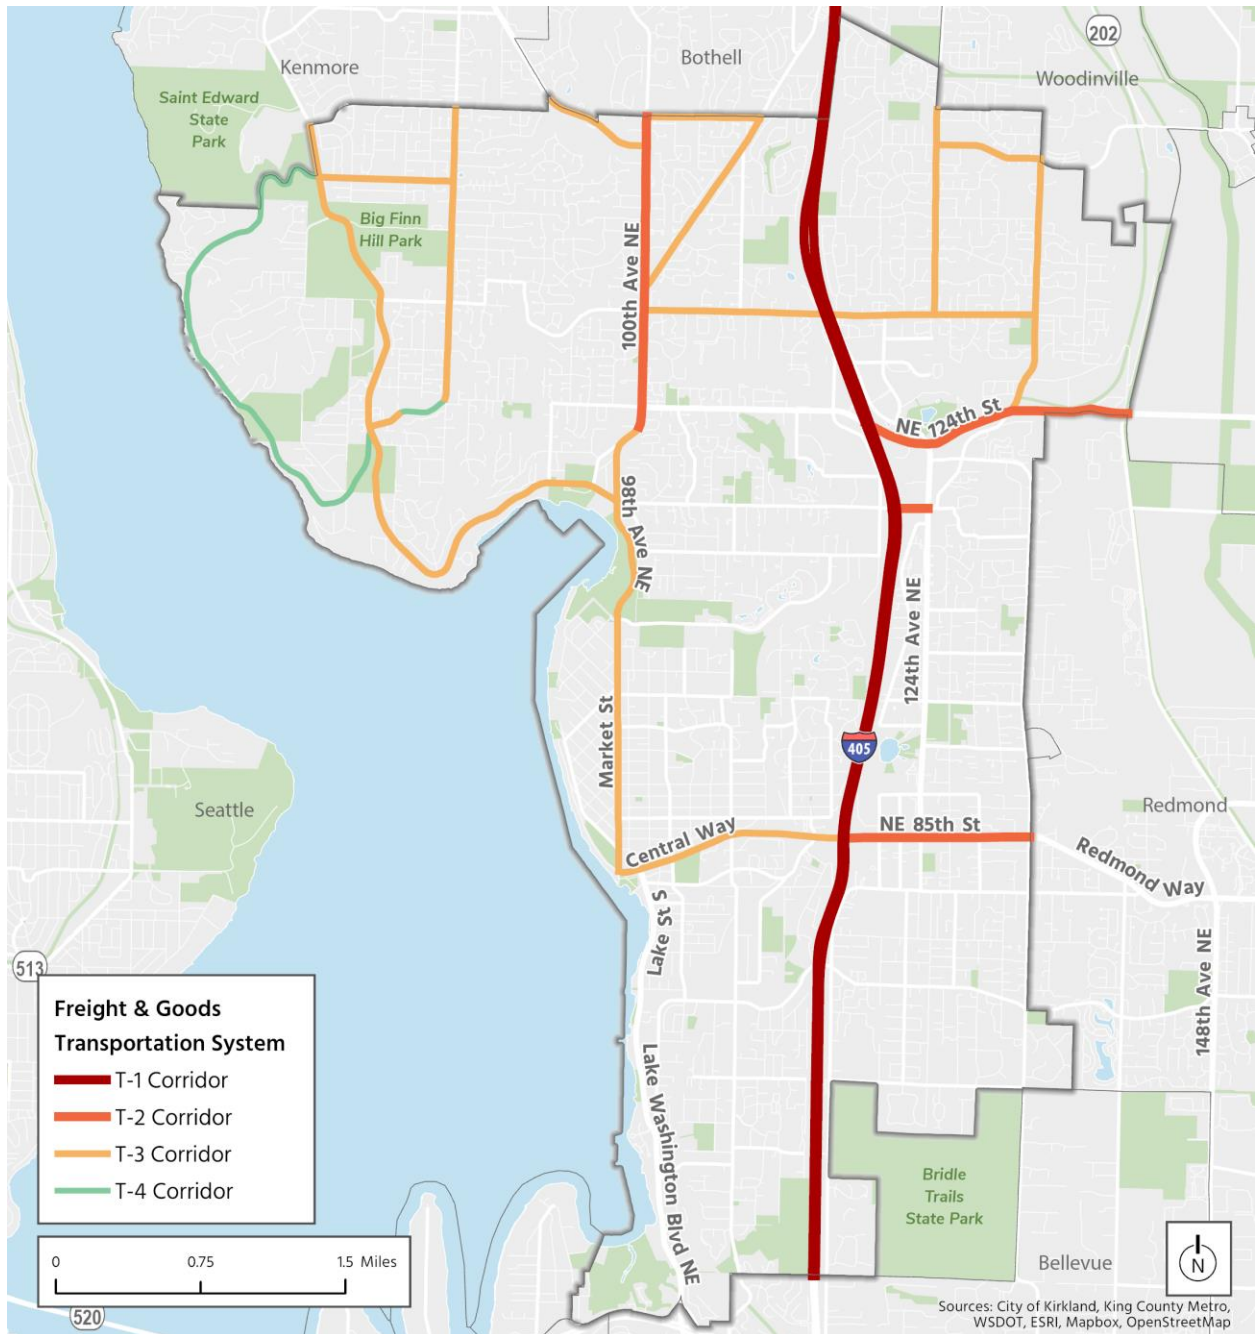 202
Bothell
Kenmore
Woodinville
Saint Edward
State
Park
Big Finn
Hill Park
100th Ave NE
NE 124th St
98th Ave NE
124th Ave NE
Market St
405
Seattle
Redmond
Central Way
NE 85th St
Redmond Way
Lake St S
513
148th Ave NE
Freight & Goods
Transportation System
T-1 Corridor
T-2 Corridor
T-3 Corridor
T-4 Corridor
Lake Washington Blvd NE
Bridle
Trails
State Park
0 0.75 1.5 Miles
Bellevue
N
520
Sources: City of Kirkland, King County Metro,
WSDOT, ESRI, Mapbox, OpenStreetMap